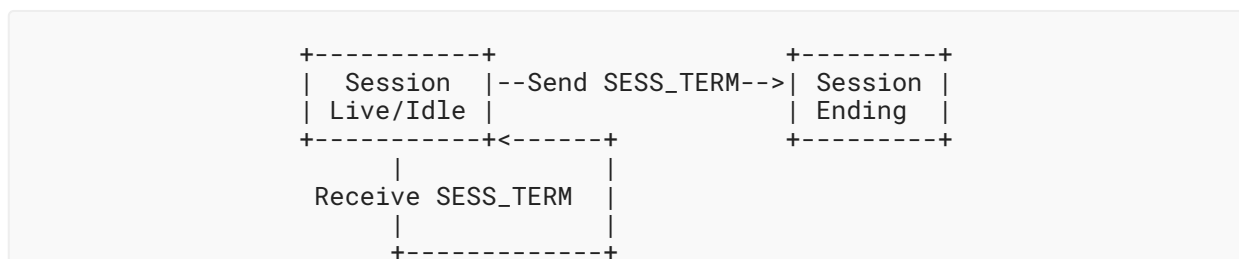 +-----------+                   +---------+
|  Session  |--Send SESS_TERM-->| Session |
| Live/Idle |                   | Ending  |
+-----------+<------+           +---------+
      |             |
 Receive SESS_TERM  |
      |             |
      +-------------+